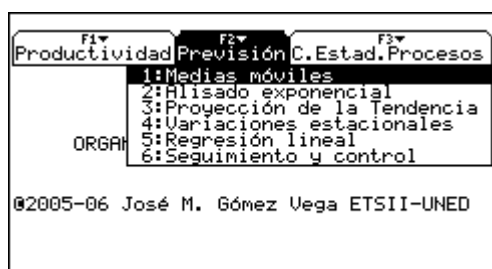 F1▾ F2▾ F3▾
Productividad Previsión C.Estad.Procesos
1:Medias móviles
2:Alisado exponencial
3:Proyección de la Tendencia
4:Variaciones estacionales
ORGAN 5:Regresión lineal
6:Seguimiento y control
©2005-06 José M. Gómez Vega ETSII-UNED